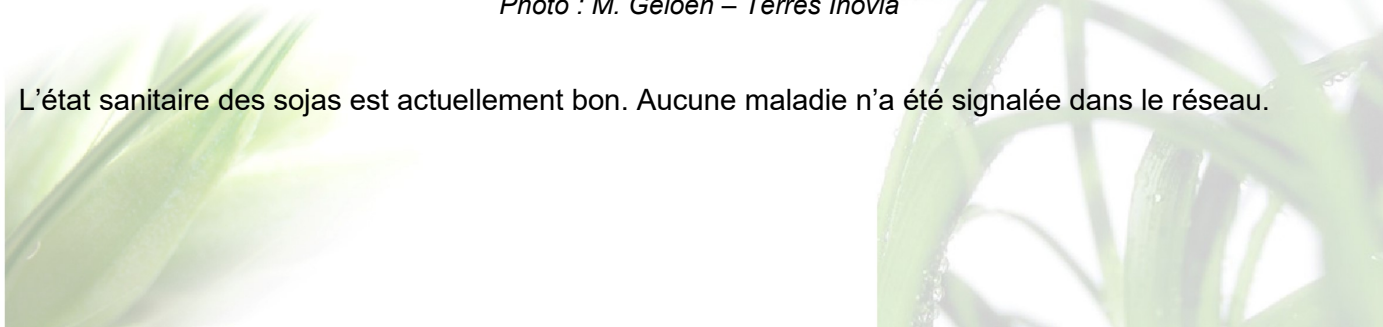 Photo : M. Geloen – Terres Inovia
L'état sanitaire des sojas est actuellement bon. Aucune maladie n'a été signalée dans le réseau.